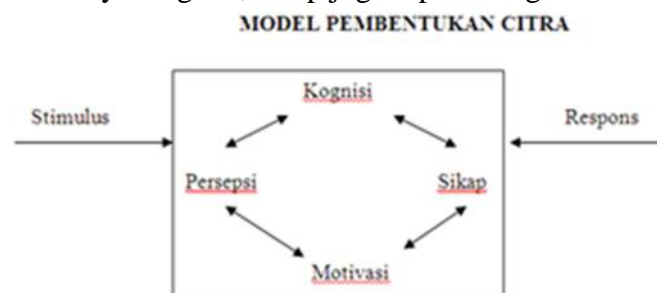 MODEL PEMBENTUKAN CITRA
Kognisi
Stimulus
Respons
Persepsi
Sikap
Motivasi